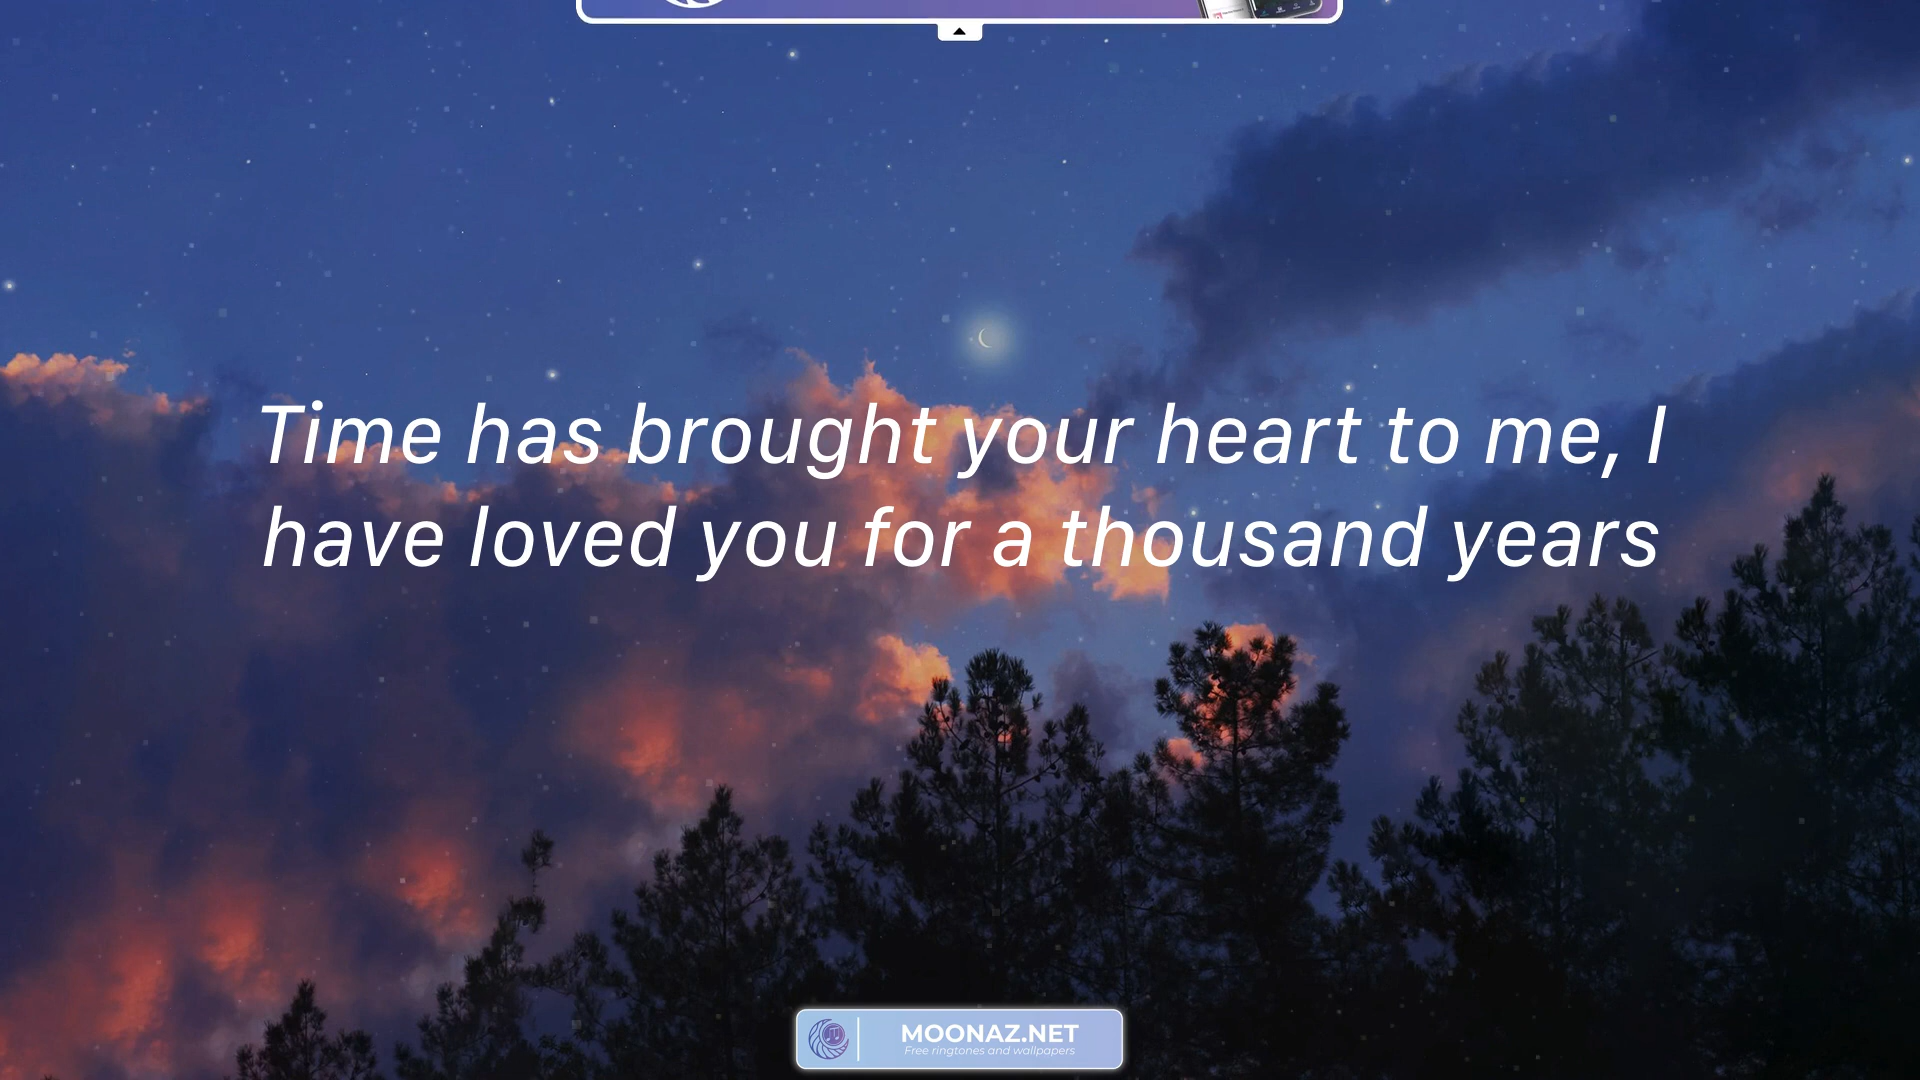 Time has brought your heart to me, I
have loved you for a thousand years
MOONAZ.NET
Free ringtones and wallpapers